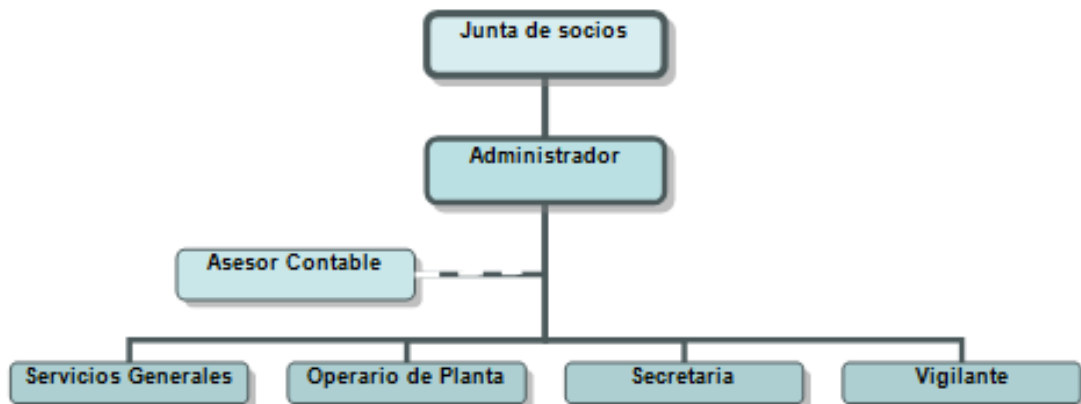 Junta de socios
Administrador
Asesor Contable
Servicios Generales
Operario de Planta
Secretaria
Vigilante